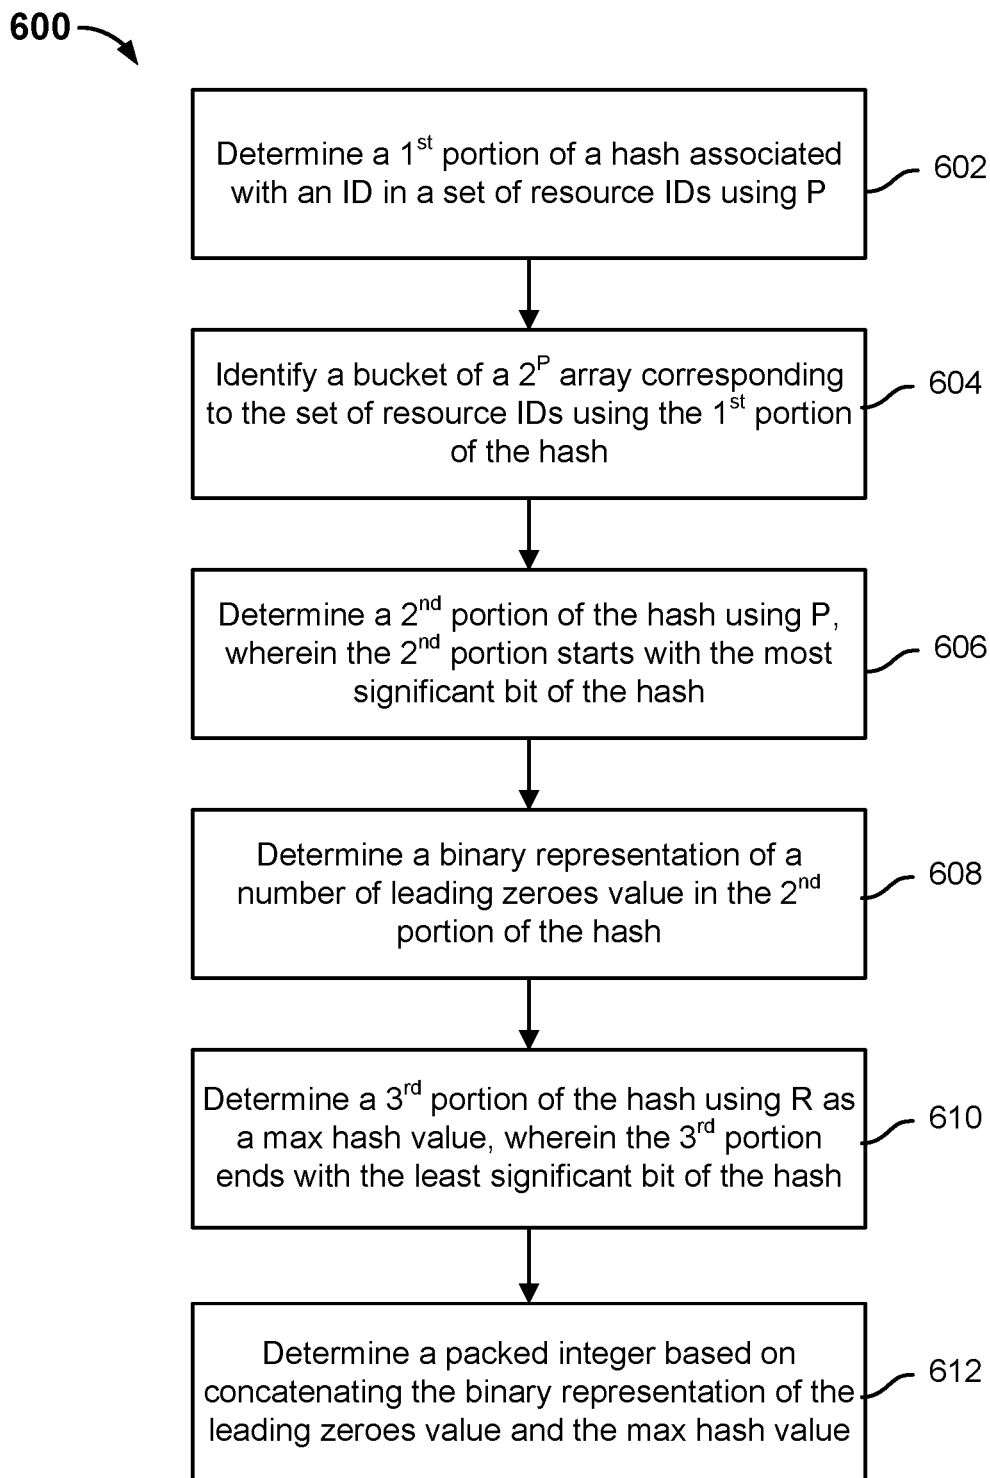 600
Determine a 1st portion of a hash associated
with an ID in a set of resource IDs using P
602
Identify a bucket of a 2P array corresponding
to the set of resource IDs using the 1st portion
of the hash
604
Determine a 2nd portion of the hash using P,
wherein the 2nd portion starts with the most
significant bit of the hash
606
Determine a binary representation of a
number of leading zeroes value in the 2nd
portion of the hash
608
Determine a 3rd portion of the hash using R as
a max hash value, wherein the 3rd portion
ends with the least significant bit of the hash
610
Determine a packed integer based on
concatenating the binary representation of the
leading zeroes value and the max hash value
612